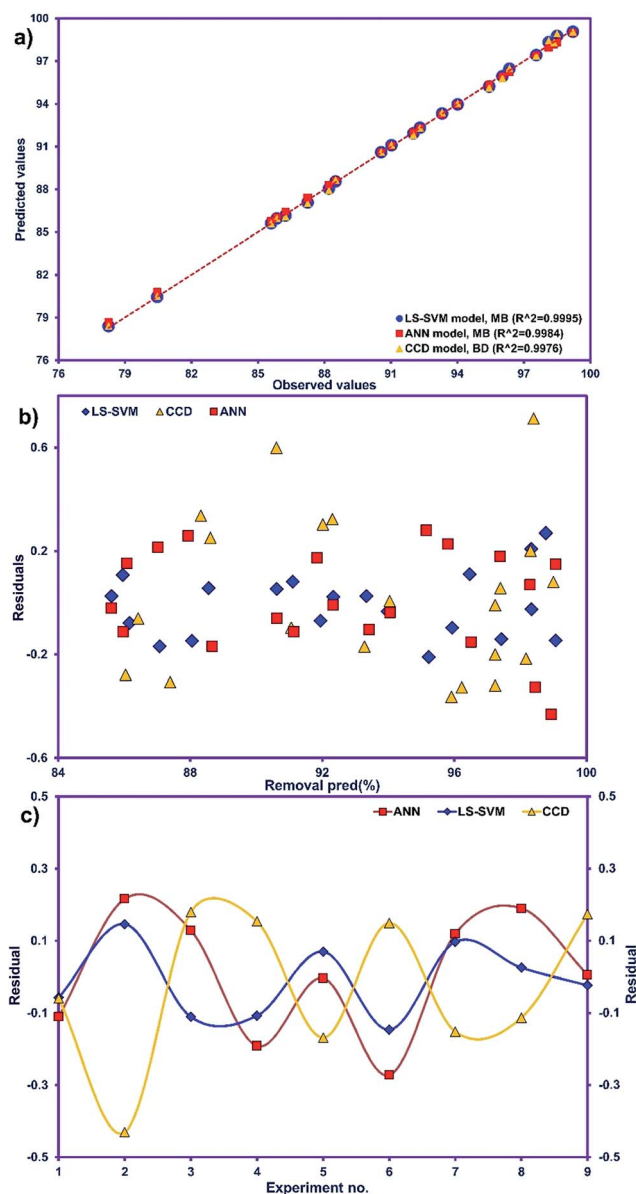 a)
100
97
94
91
88
85
82
79
76
Predicted values
LS-SVM model, MB (R^2=0.9995)
ANN model, MB (R^2=0.9984)
CCD model, BD (R^2=0.9976)
76 79 82 85 88 91 94 97 100
Observed values
b)
LS-SVM CCD ANN
0.6
0.2
-0.2
-0.6
Residuals
84 88 92 96 100
Removal pred(%)
c)
ANN LS-SVM CCD
0.5 0.5
0.3 0.3
0.1 0.1
-0.1 -0.1
-0.3 -0.3
-0.5 -0.5
Residual
Residual
1 2 3 4 5 6 7 8 9
Experiment no.